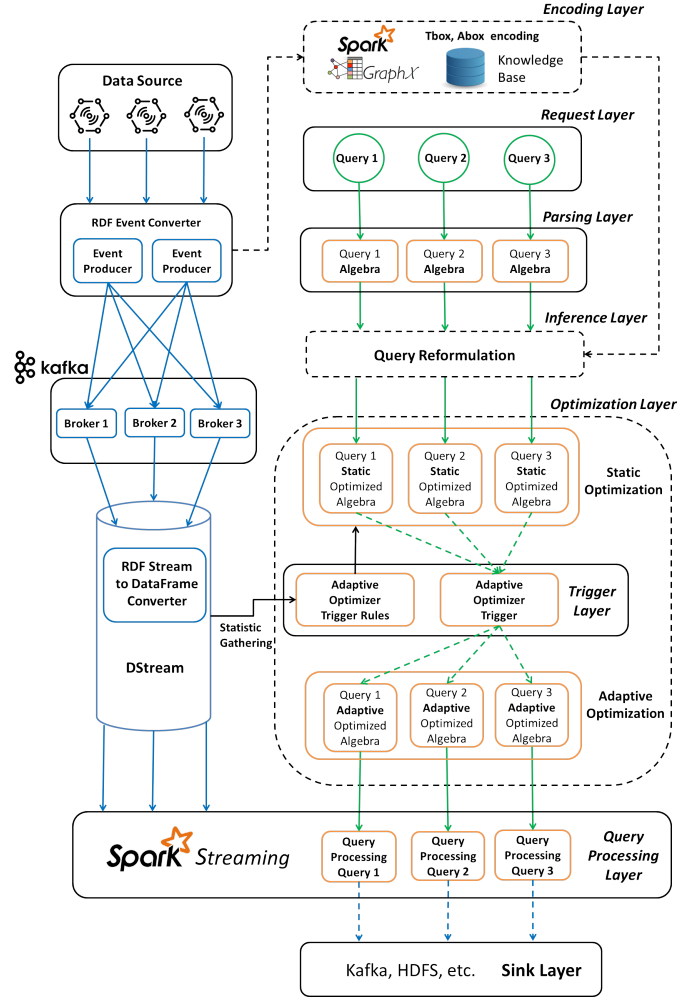 Encoding Layer
Spark
GraphX
Tbox, Abox encoding
Knowledge
Base
Data Source
Request Layer
Query 1
Query 2
Query 3
RDF Event Converter
Event
Producer
Event
Producer
Parsing Layer
Query 1
Algebra
Query 2
Algebra
Query 3
Algebra
Inference Layer
Query Reformulation
kafka
Broker 1
Broker 2
Broker 3
Optimization Layer
Query 1
Static
Optimized
Algebra
Query 2
Static
Optimized
Algebra
Query 3
Static
Optimized
Algebra
Static
Optimization
RDF Stream
to DataFrame
Converter
DStream
Statistic
Gathering
Adaptive
Optimizer
Trigger Rules
Adaptive
Optimizer
Trigger
Trigger
Layer
Query 1
Adaptive
Optimized
Algebra
Query 2
Adaptive
Optimized
Algebra
Query 3
Adaptive
Optimized
Algebra
Adaptive
Optimization
Spark Streaming
Query
Processing
Query 1
Query
Processing
Query 2
Query
Processing
Query 3
Query
Processing
Layer
Kafka, HDFS, etc. Sink Layer